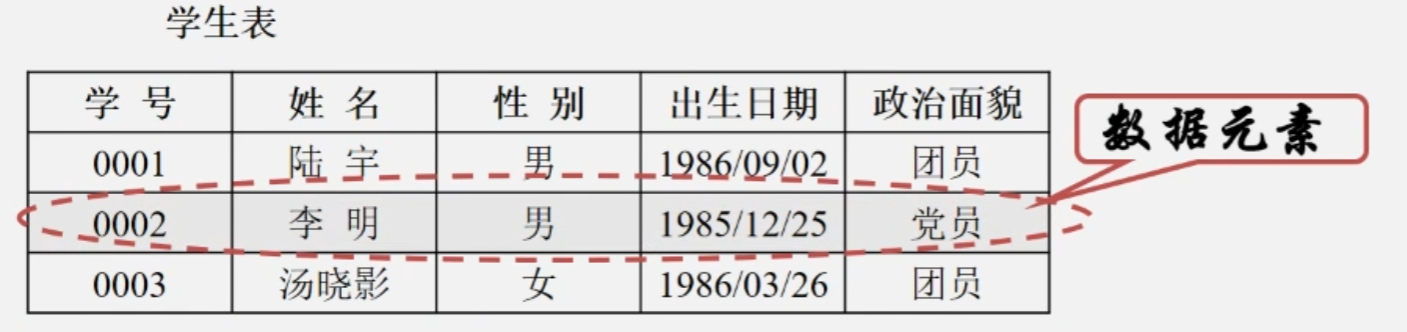 学生表
学 号 姓 名 性 别 出生日期 政治面貌
数据元素
0001 陆 宇 男 1986/09/02 团员
0002 李 明 男 1985/12/25 党员
0003 汤晓影 女 1986/03/26 团员